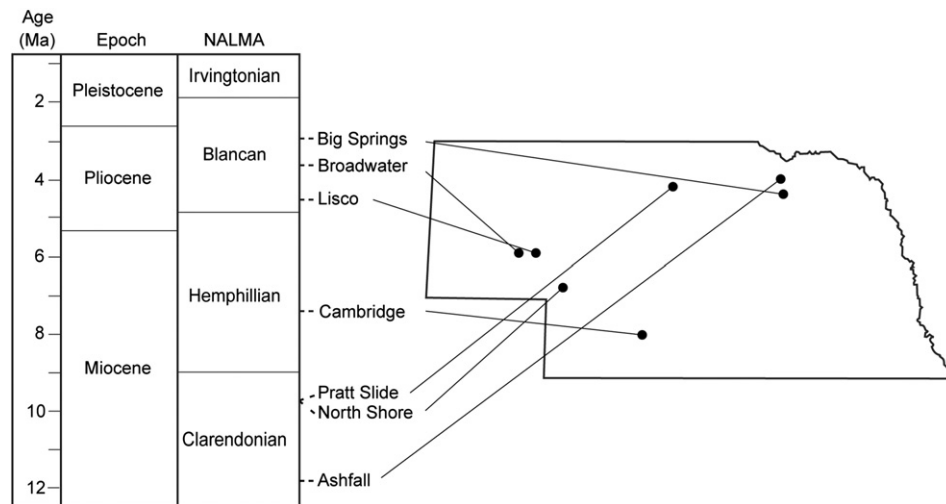 Age
(Ma)
Epoch
NALMA
2
4
6
8
10
12
Pleistocene
Pliocene
Miocene
Irvingtonian
Blancan
Hemphillian
Clarendonian
Big Springs
Broadwater
Lisco
Cambridge
Pratt Slide
North Shore
Ashfall